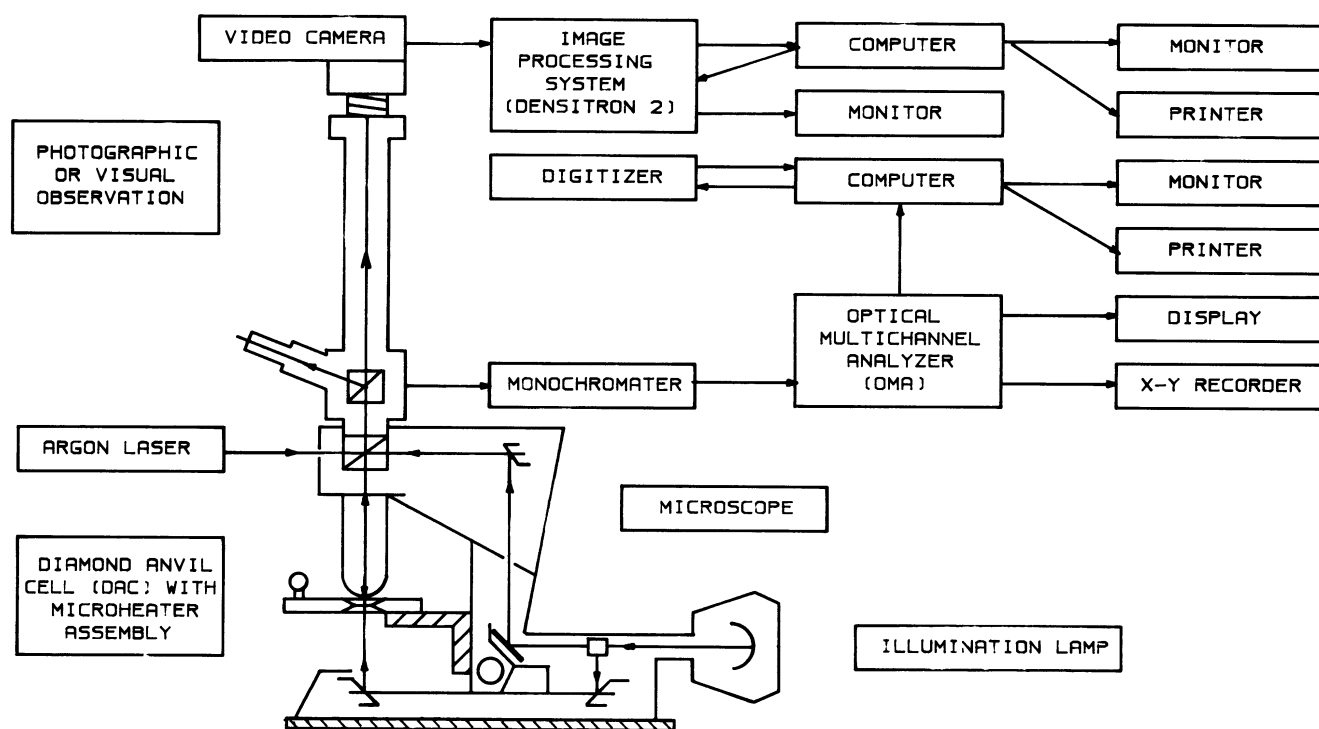 VIDEO CAMERA
IMAGE
PROCESSING
SYSTEM
(DENSITRON 2)
COMPUTER
MONITOR
MONITOR
PRINTER
PHOTOGRAPHIC
OR VISUAL
OBSERVATION
DIGITIZER
COMPUTER
MONITOR
PRINTER
OPTICAL
MULTICHANNEL
ANALYZER
(OMA)
DISPLAY
MONOCHROMATER
X-Y RECORDER
ARGON LASER
MICROSCOPE
DIAMOND ANVIL
CELL (DAC) WITH
MICROHEATER
ASSEMBLY
ILLUMINATION LAMP